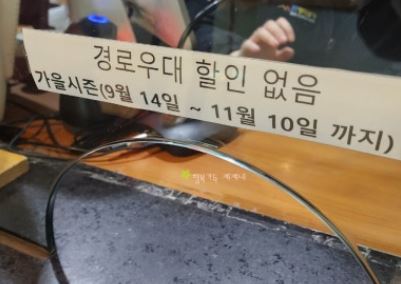 경로우대 할인 없음
가을시즌(9월 14일 ~ 11월 10일 까지)